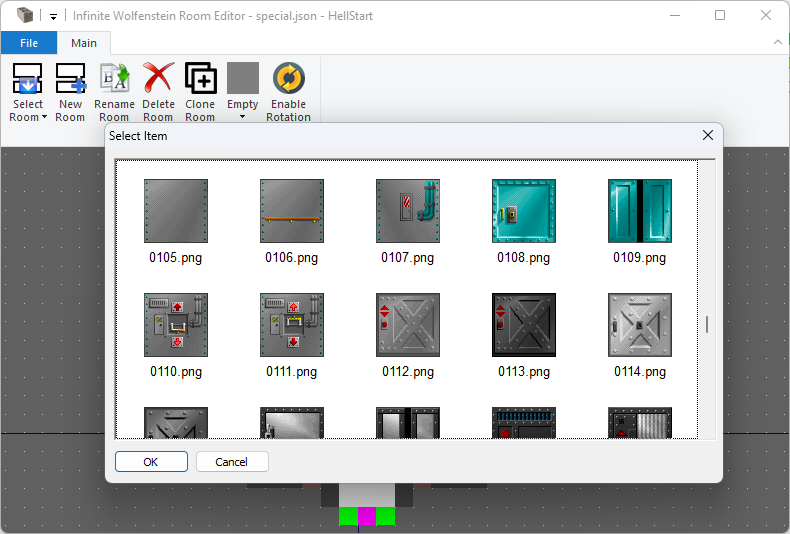 Infinite Wolfenstein Room Editor - special.json - HellStart
File
Main
Select
Room
New
Room
Rename
Room
Delete
Room
Clone
Room
Empty
Enable
Rotation
Select Item
0105.png
0106.png
0107.png
0108.png
0109.png
0110.png
0111.png
0112.png
0113.png
0114.png
OK
Cancel